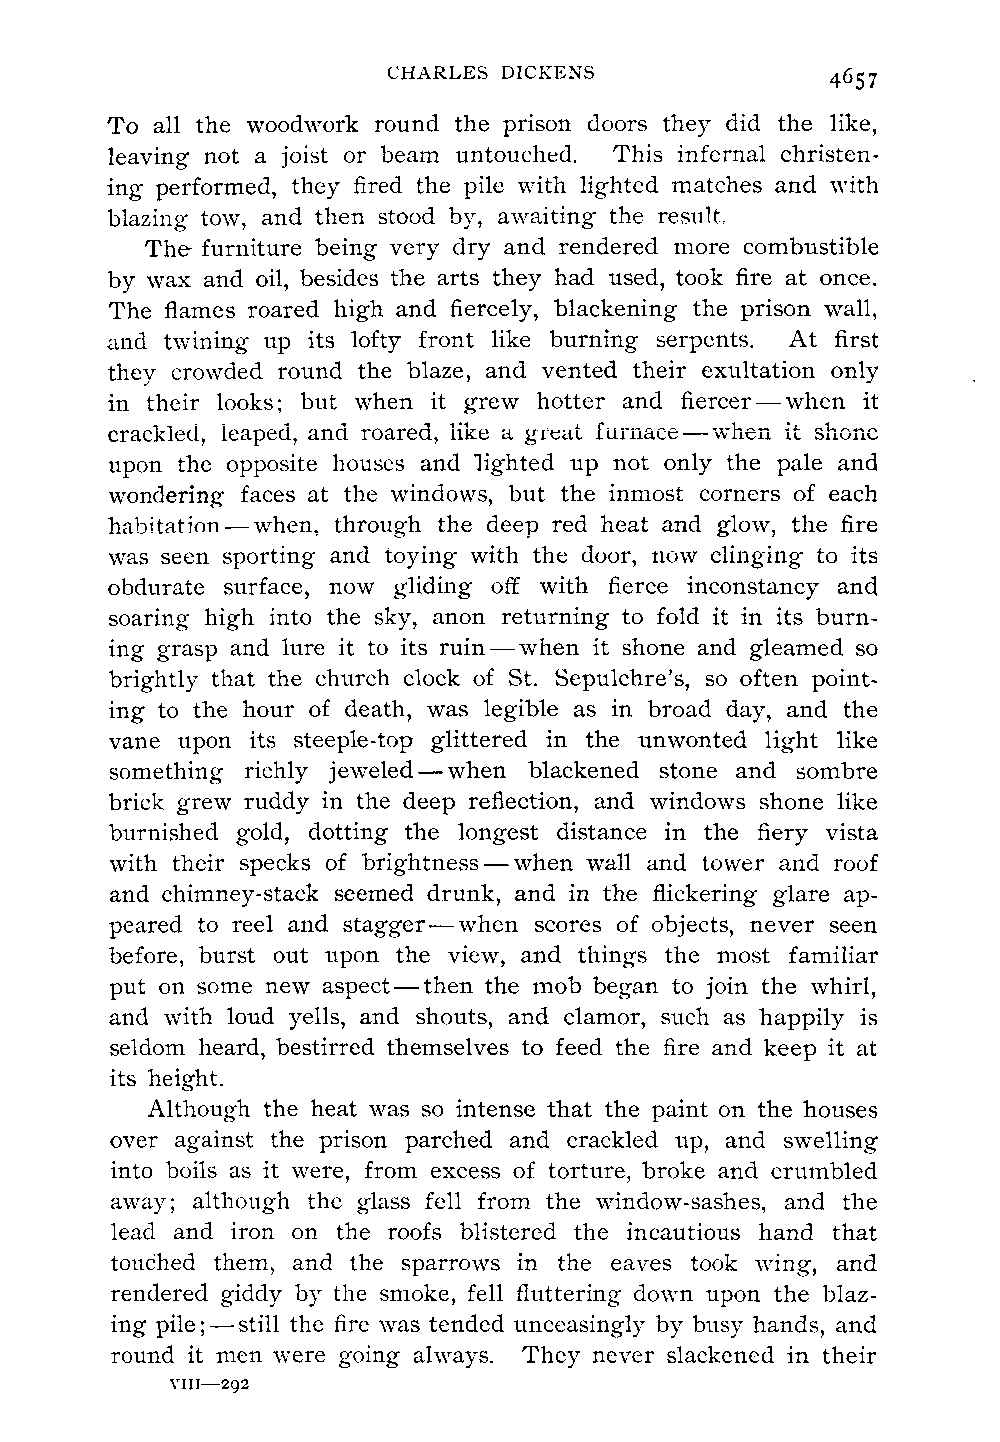 CHARLES DICKENS 4657
To all the woodwork round the prison doors they did the like,
leaving not a joist or beam untouched. This infernal christen-
ing performed, they fired the pile with lighted matches and with
blazing tow, and then stood by, awaiting the result.
The furniture being very dry and rendered more combustible
by wax and oil, besides the arts they had used, took fire at once.
The flames roared high and fiercely, blackening the prison wall,
and twining up its lofty front like burning serpents. At first
they crowded round the blaze, and vented their exultation only
in their looks; but when it grew hotter and fiercer—when it
crackled, leaped, and roared, like a great furnace—when it shone
upon the opposite houses and lighted up not only the pale and
wondering faces at the windows, but the inmost corners of each
habitation—when, through the deep red heat and glow, the fire
was seen sporting and toying with the door, now clinging to its
obdurate surface, now gliding off with fierce inconstancy and
soaring high into the sky, anon returning to fold it in its burn-
ing grasp and lure it to its ruin—when it shone and gleamed so
brightly that the church clock of St. Sepulchre's, so often point-
ing to the hour of death, was legible as in broad day, and the
vane upon its steeple-top glittered in the unwonted light like
something richly jeweled—when blackened stone and sombre
brick grew ruddy in the deep reflection, and windows shone like
burnished gold, dotting the longest distance in the fiery vista
with their specks of brightness—when wall and tower and roof
and chimney-stack seemed drunk, and in the flickering glare ap-
peared to reel and stagger—when scores of objects, never seen
before, burst out upon the view, and things the most familiar
put on some new aspect—then the mob began to join the whirl,
and with loud yells, and shouts, and clamor, such as happily is
seldom heard, bestirred themselves to feed the fire and keep it at
its height.
Although the heat was so intense that the paint on the houses
over against the prison parched and crackled up, and swelling
into boils as it were, from excess of torture, broke and crumbled
away; although the glass fell from the window-sashes, and the
lead and iron on the roofs blistered the incautious hand that
touched them, and the sparrows in the eaves took wing, and
rendered giddy by the smoke, fell fluttering down upon the blaz-
ing pile;—still the fire was tended unceasingly by busy hands, and
round it men were going always. They never slackened in their
VIII—292